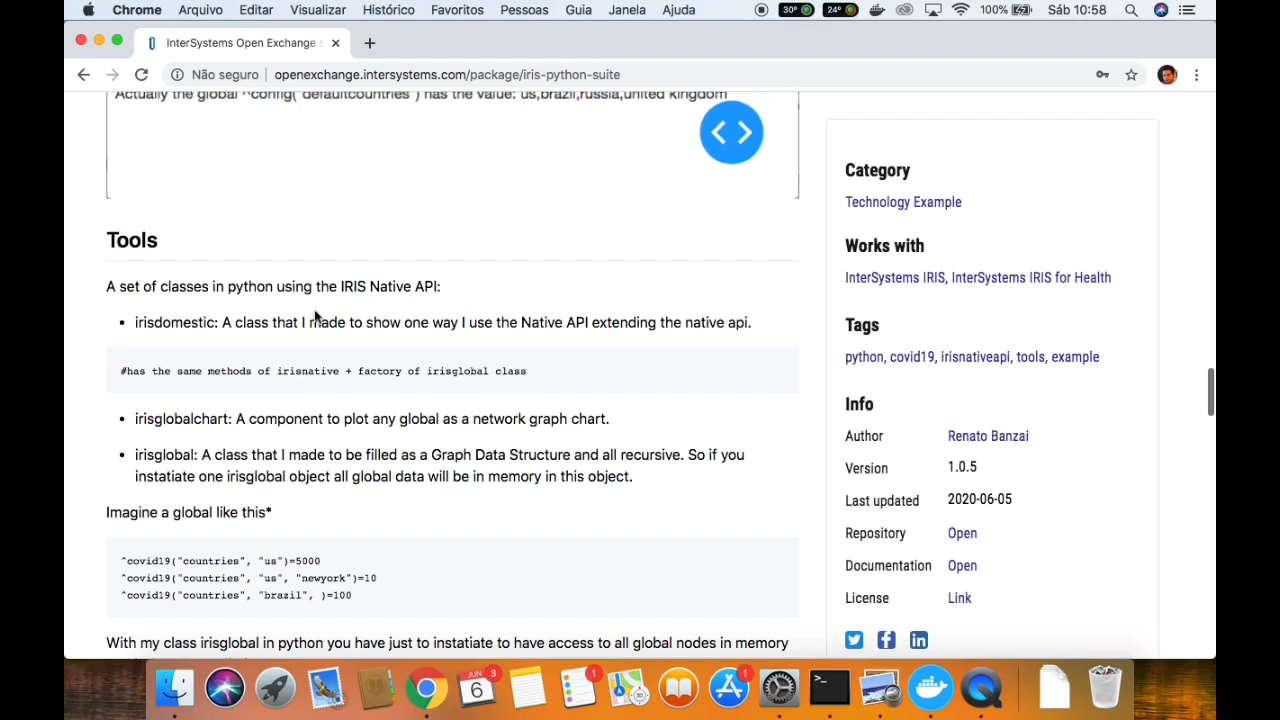 Chrome Arquivo Editar Visualizar Histórico Favoritos Pessoas Guia Janela Ajuda 30° 24° 100% Sáb 10:58
InterSystems Open Exchange
Não seguro openexchange.intersystems.com/package/iris-python-suite
Actually the global ^config("defaultcountries") has the value: us,brazil,russia,united kingdom
Tools
A set of classes in python using the IRIS Native API:
• irisdomestic: A class that I made to show one way I use the Native API extending the native api.
#has the same methods of irisnative + factory of irisglobal class
• irisglobalchart: A component to plot any global as a network graph chart.
• irisglobal: A class that I made to be filled as a Graph Data Structure and all recursive. So if you
instatiate one irisglobal object all global data will be in memory in this object.
Imagine a global like this*
^covid19("countries", "us")=5000
^covid19("countries", "us", "newyork")=10
^covid19("countries", "brazil", )=100
With my class irisglobal in python you have just to instatiate to have access to all global nodes in memory
Category
Technology Example
Works with
InterSystems IRIS, InterSystems IRIS for Health
Tags
python, covid19, irisnativeapi, tools, example
Info
Author Renato Banzai
Version 1.0.5
Last updated 2020-06-05
Repository Open
Documentation Open
License Link
JUN 3 1 1
6